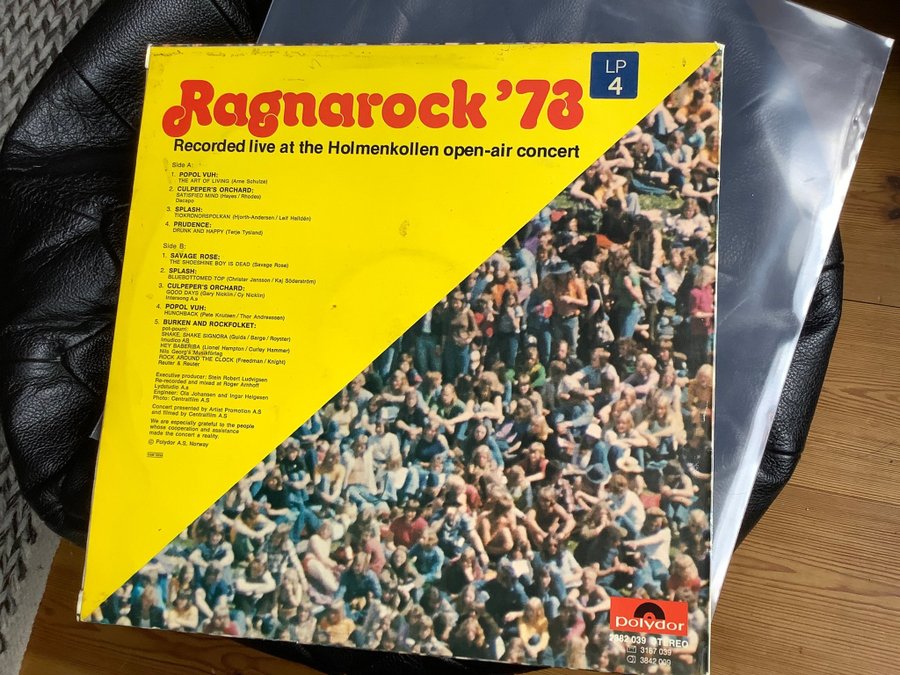 LP
4
Ragnarock '73
Recorded live at the Holmenkollen open-air concert
Side A:
1. POPOL VUH:
THE ART OF LIVING (Arne Schulze)
2. CULPEPER'S ORCHARD:
SATISFIED MIND (Hayes / Rhodes)
Dacapo
3. SPLASH:
TIOKRONORSPOLKAN (Hjorth-Andersen / Leif Halldén)
4. PRUDENCE:
DRUNK AND HAPPY (Terje Tysland)
Side B:
1. SAVAGE ROSE:
THE SHOESHINE BOY IS DEAD (Savage Rose)
2. SPLASH:
BLUEBOTTOMED TOP (Christer Jansson / Kaj Söderström)
3. CULPEPER'S ORCHARD:
GOOD DAYS (Gary Nicklin / Cy Nicklin)
Intersong A.s
4. POPOL VUH:
HUNCHBACK (Pete Knutsen / Thor Andreassen)
5. BURKEN AND ROCKFOLKET:
pot-pourri:
SHAKE, SHAKE SIGNORA (Guida / Barge / Royster)
Imudico AB
HEY BABERIBA (Lionel Hampton / Curley Hammer)
Nils Georg's Musikförlag
ROCK AROUND THE CLOCK (Freedman / Knight)
Reuter & Reuter
Executive producer: Stein Robert Ludvigsen
Re-recorded and mixed at Roger Arnhoff
Lydstudio A.s
Engineer: Ola Johansen and Ingar Helgesen
Photo: Centralfilm A.S
Concert presented by Artist Promotion A.S
and filmed by Centralfilm A.S
We are especially grateful to the people
whose cooperation and assistance
made the concert a reality.
© Polydor A.S, Norway
polydor
2382 039 STEREO
3187 039
3842 009